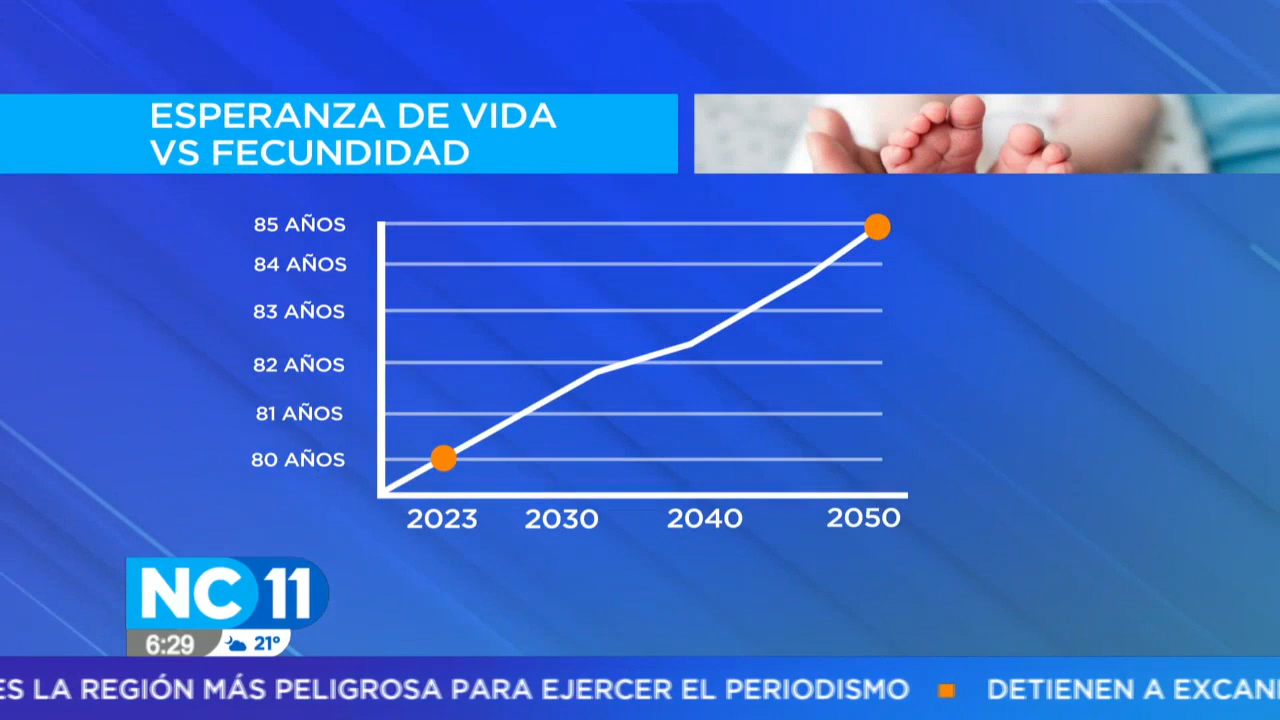 ESPERANZA DE VIDA
VS FECUNDIDAD
85 AÑOS
84 AÑOS
83 AÑOS
82 AÑOS
81 AÑOS
80 AÑOS
2023 2030 2040 2050
NC 11
6:29 21°
ES LA REGIÓN MÁS PELIGROSA PARA EJERCER EL PERIODISMO DETIENEN A